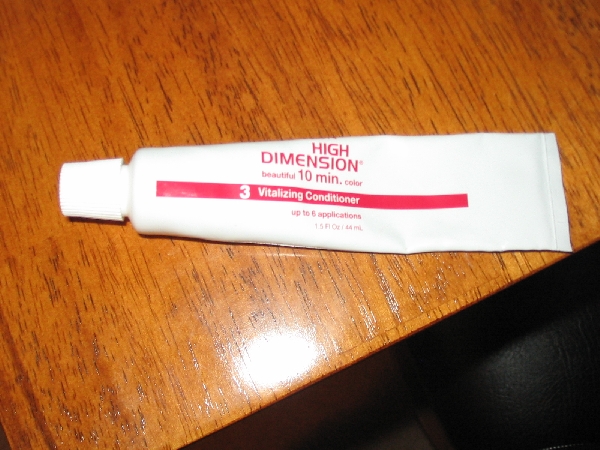 HIGH
DIMENSION®
beautiful 10 min. color
3 Vitalizing Conditioner
up to 6 applications
1.5 Fl Oz / 44 mL